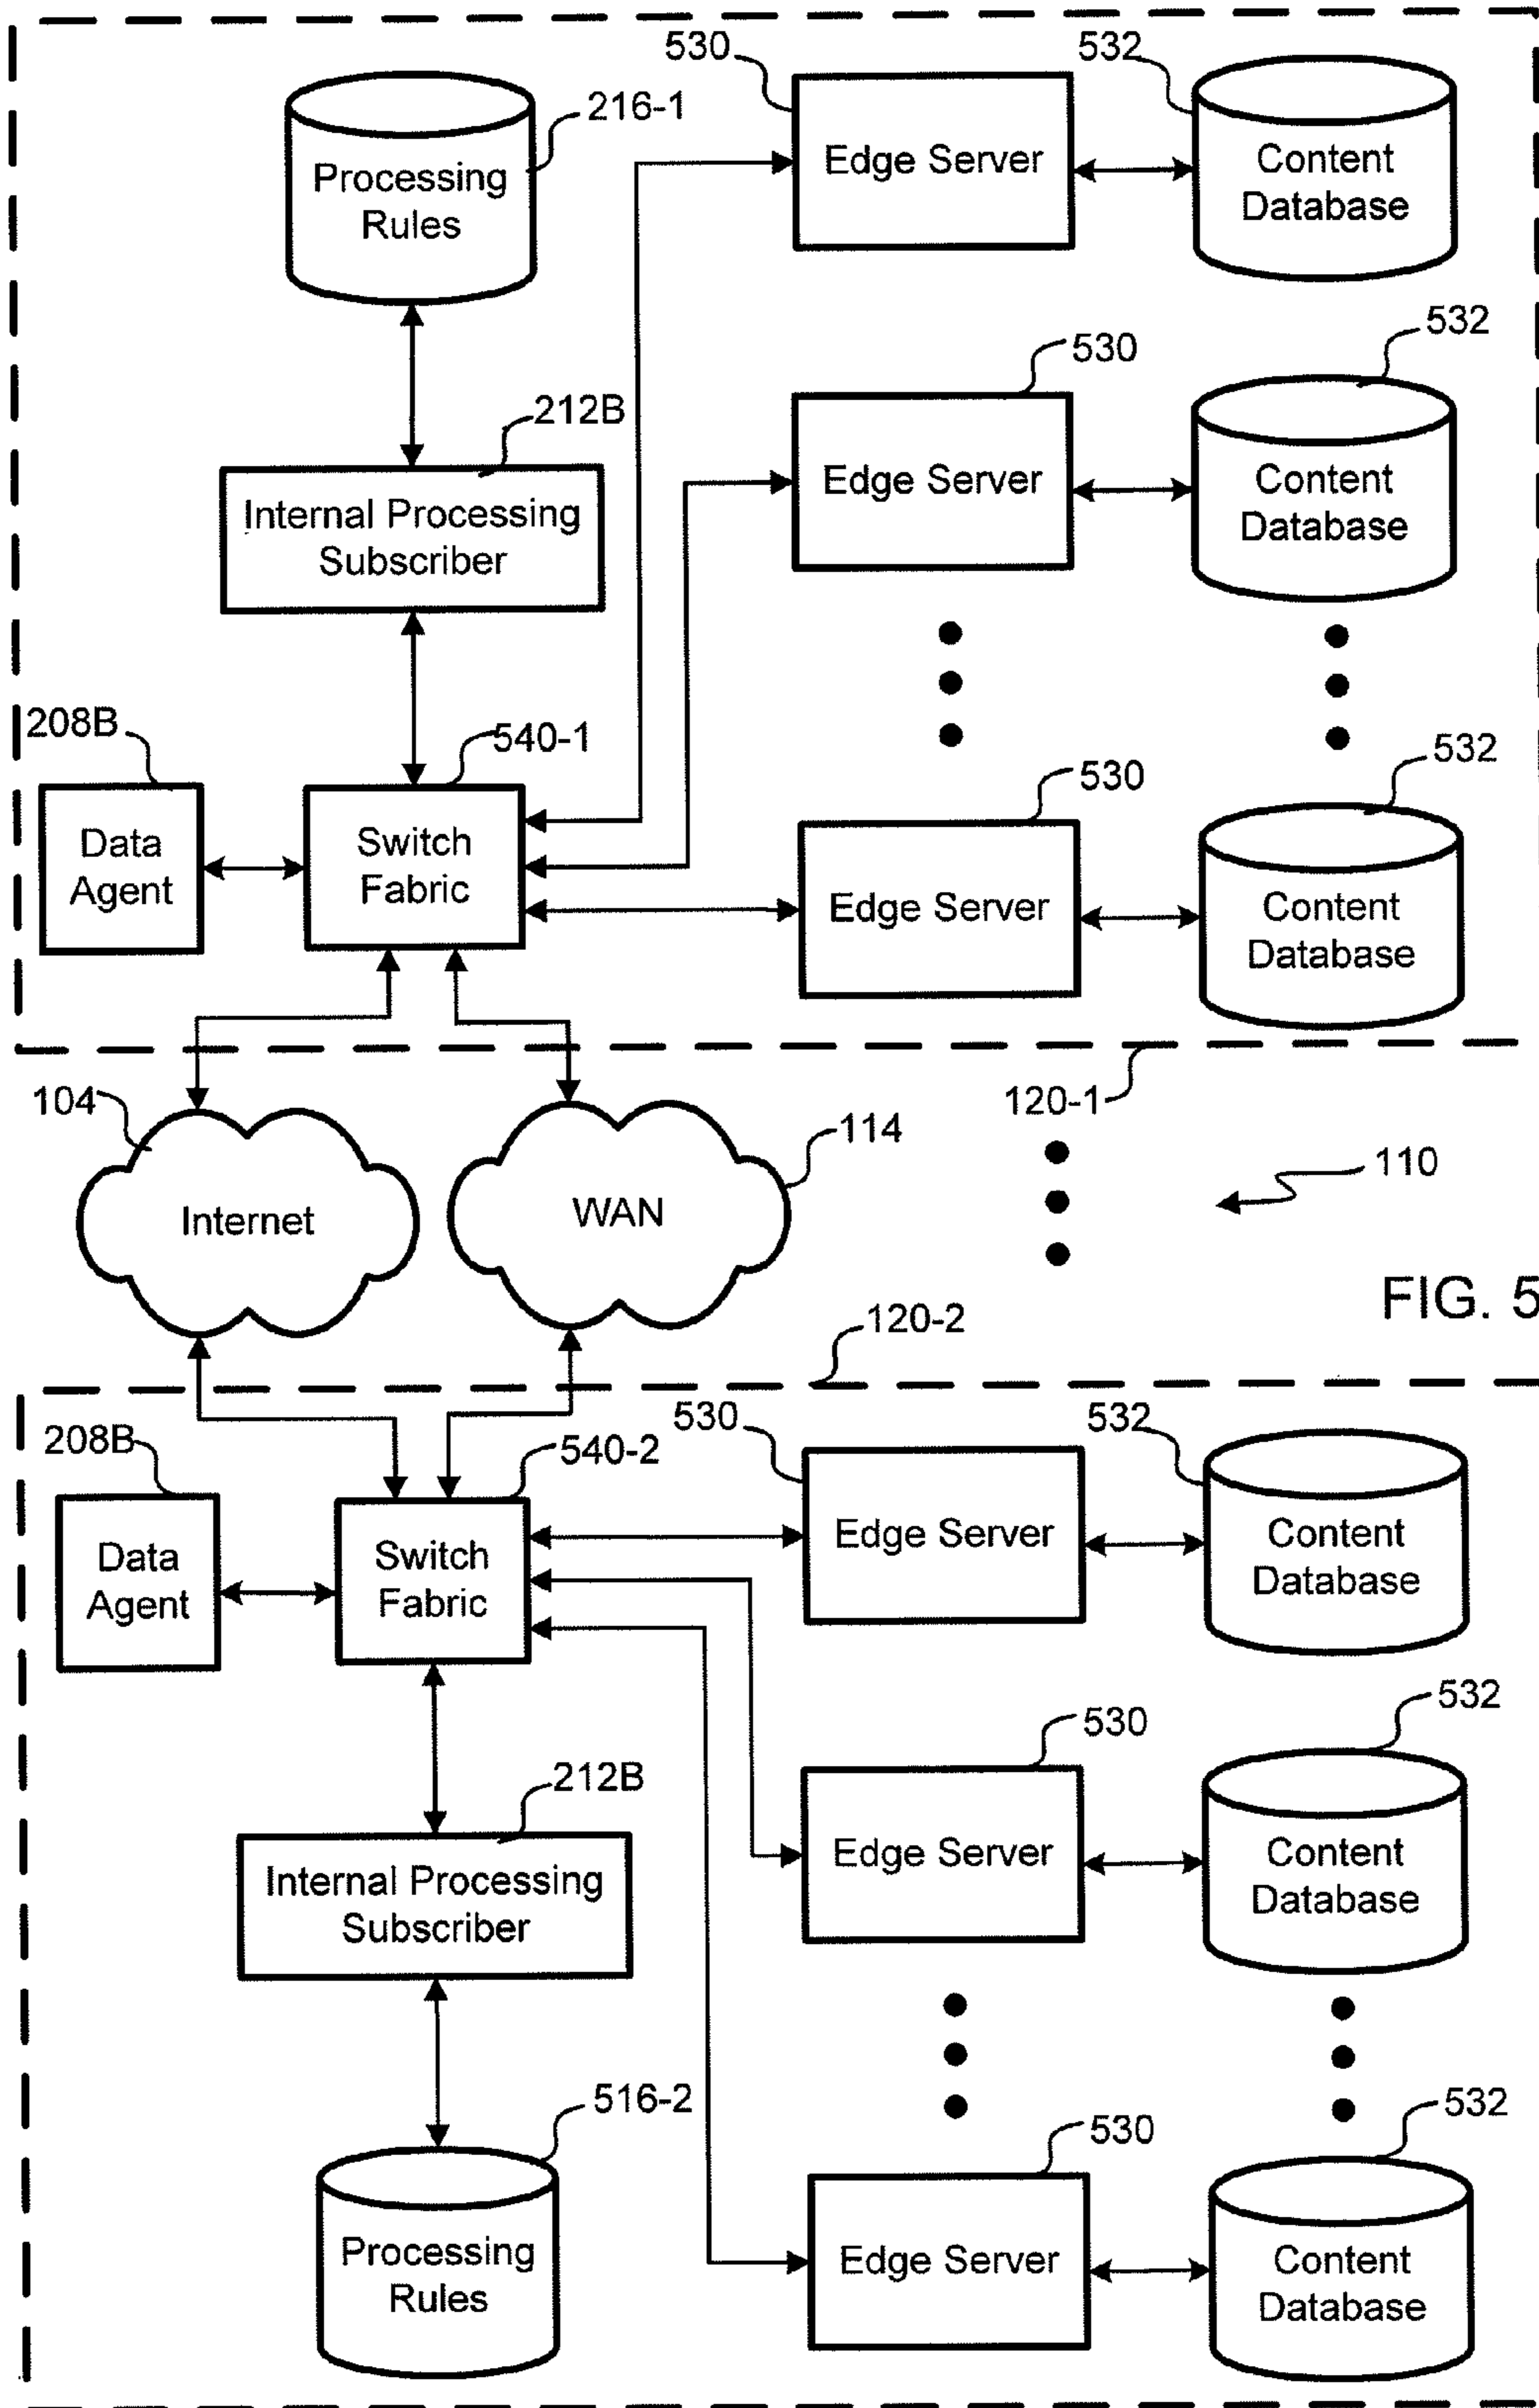 530
532
216-1
Processing
Rules
Edge Server
Content
Database
530
532
212B
Internal Processing
Subscriber
Edge Server
Content
Database
208B
540-1
530
532
Data
Agent
Switch
Fabric
Edge Server
Content
Database
104
120-1
114
110
Internet
WAN
FIG. 5
120-2
208B
540-2
530
532
Data
Agent
Switch
Fabric
Edge Server
Content
Database
530
532
212B
Internal Processing
Subscriber
Edge Server
Content
Database
516-2
530
532
Processing
Rules
Edge Server
Content
Database